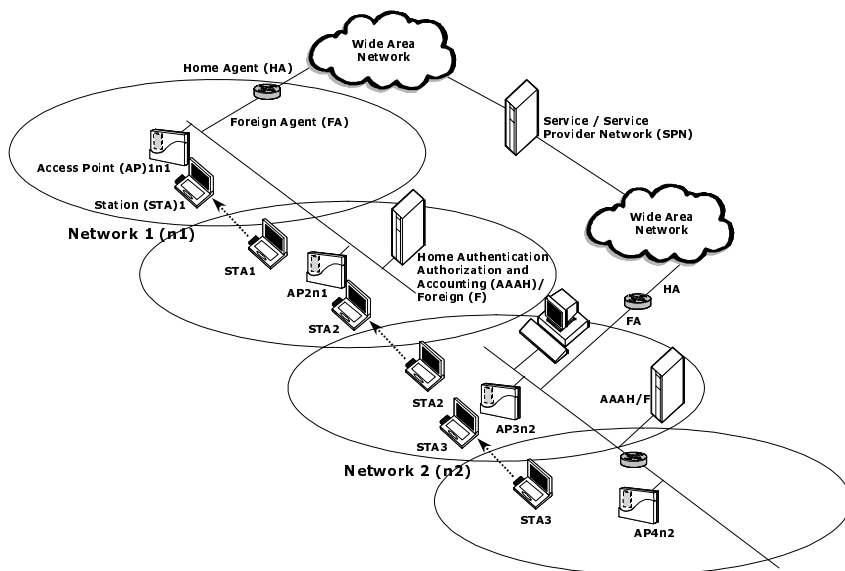 Wide Area
Network
Home Agent (HA)
Foreign Agent (FA)
Service / Service
Provider Network (SPN)
Access Point (AP)1n1
Station (STA)1
Network 1 (n1)
Wide Area
Network
STA1
Home Authentication
Authorization and
Accounting (AAAH)/
Foreign (F)
AP2n1
HA
STA2
FA
STA2
AAAH/F
AP3n2
STA3
Network 2 (n2)
STA3
AP4n2